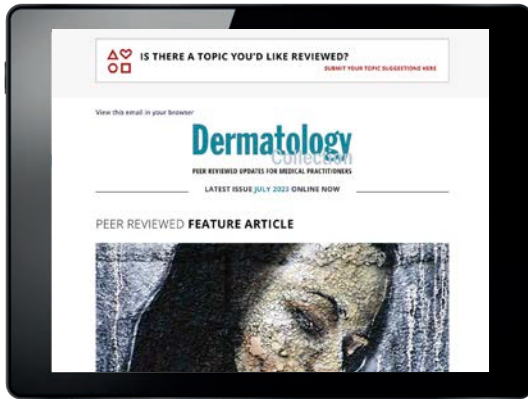 IS THERE A TOPIC YOU'D LIKE REVIEWED?
SUBMIT YOUR TOPIC SUGGESTIONS HERE
View this email in your browser
Dermatology
Collection
PEER REVIEWED UPDATES FOR MEDICAL PRACTITIONERS
LATEST ISSUE JULY 2023 ONLINE NOW
PEER REVIEWED FEATURE ARTICLE